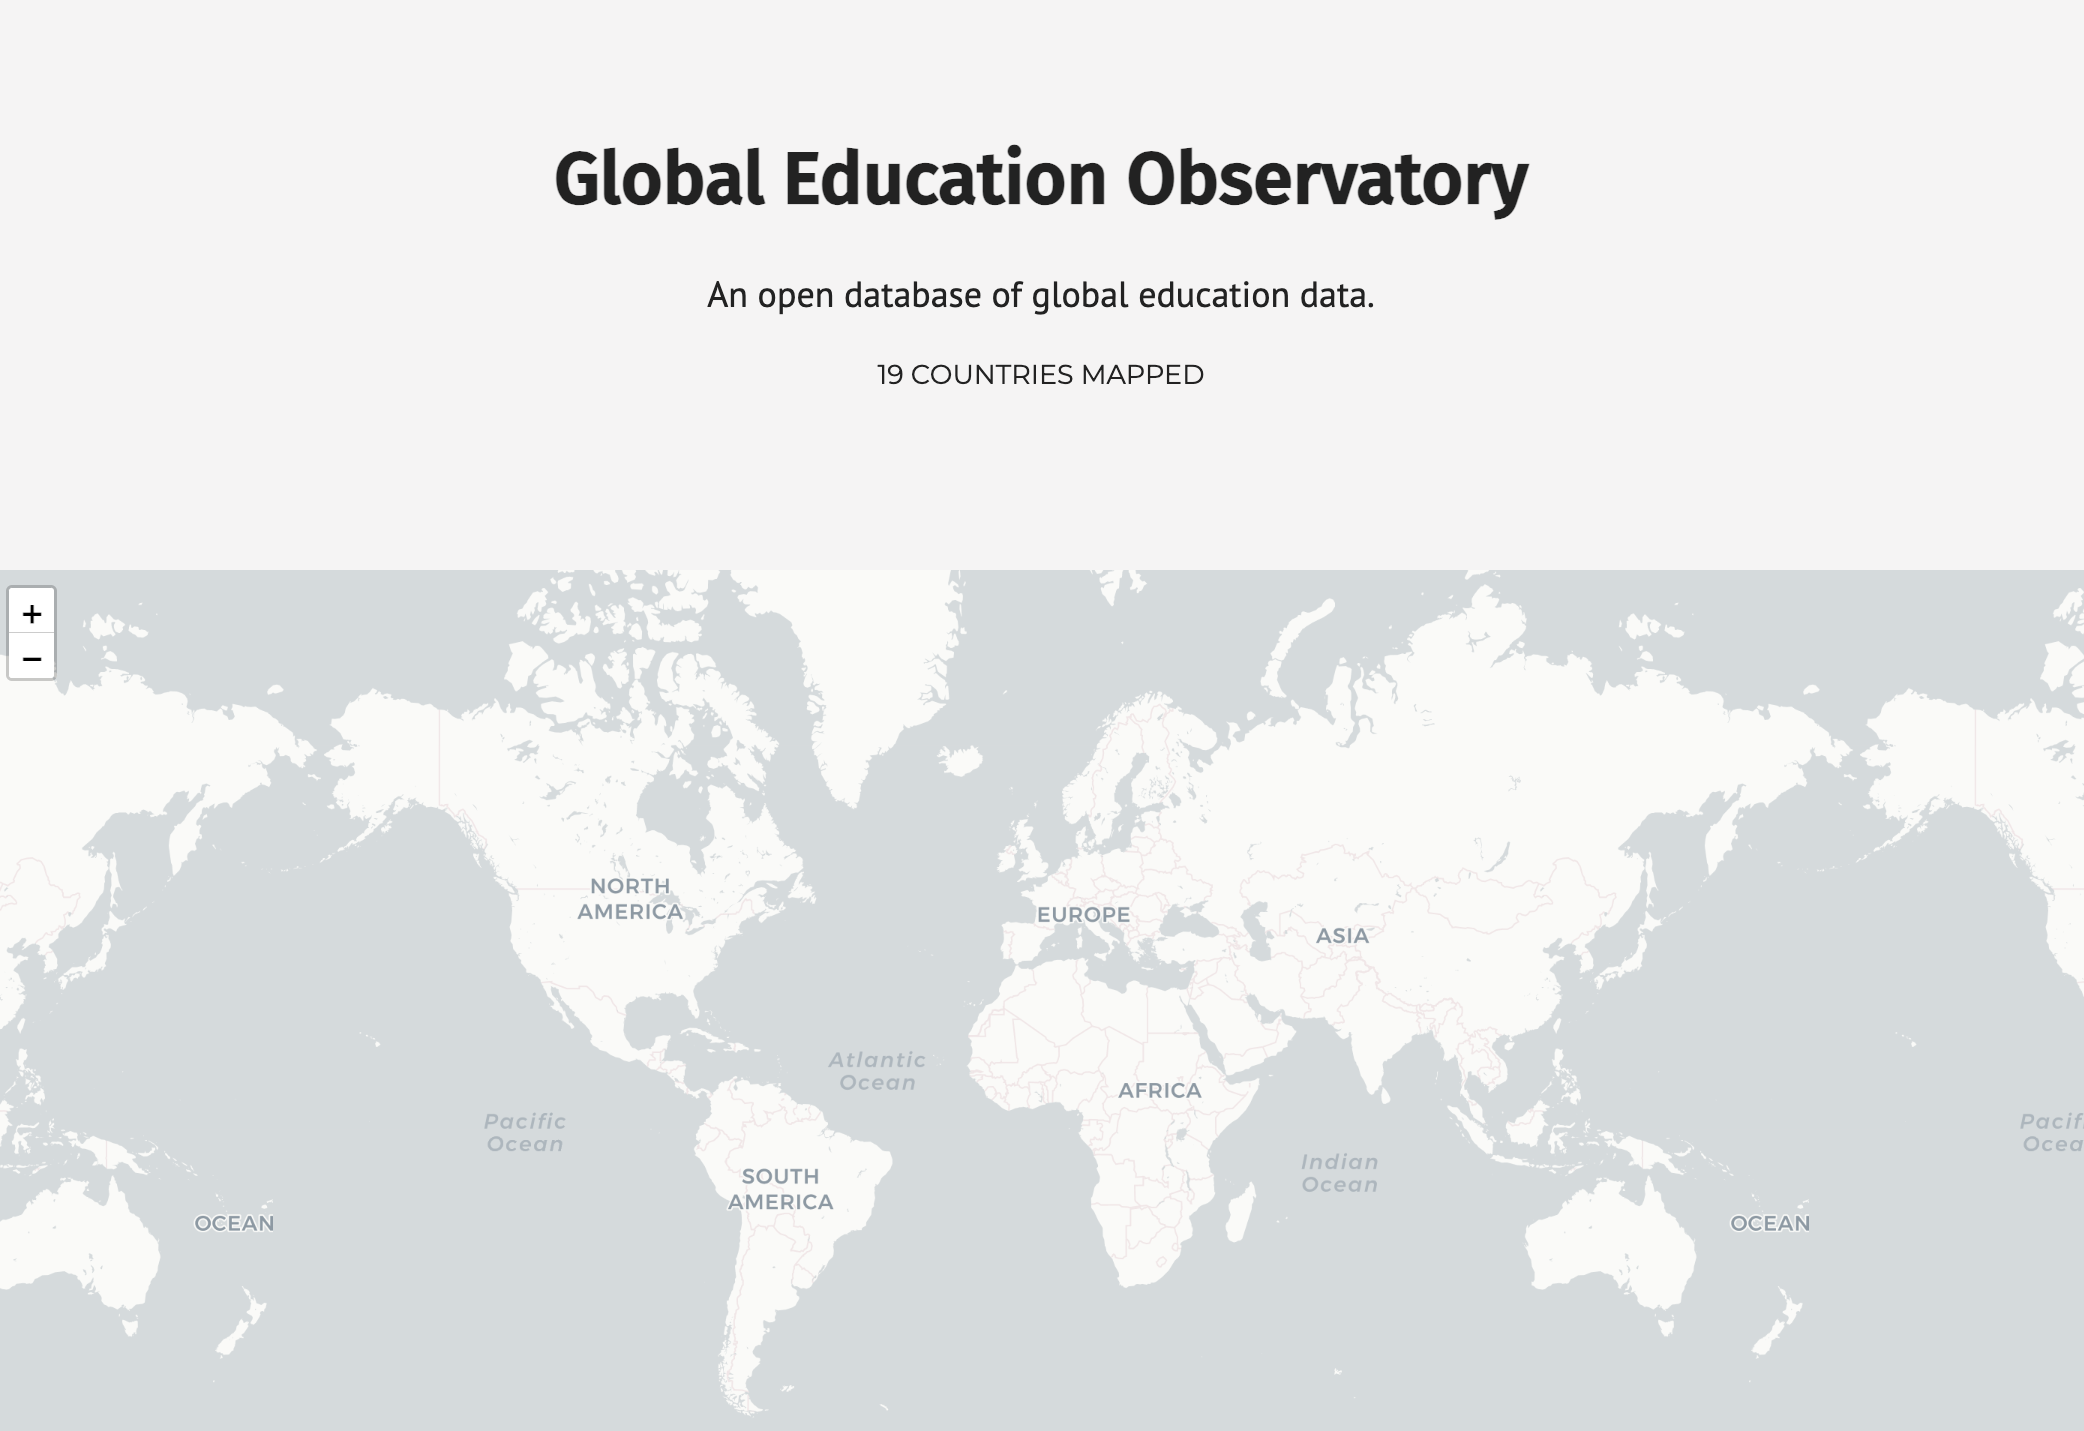 Global Education Observatory
An open database of global education data.
19 COUNTRIES MAPPED
+
−
NORTH
AMERICA
EUROPE
ASIA
Atlantic
Ocean
AFRICA
Pacific
Ocean
Pacif
Ocea
Indian
Ocean
SOUTH
AMERICA
OCEAN
OCEAN